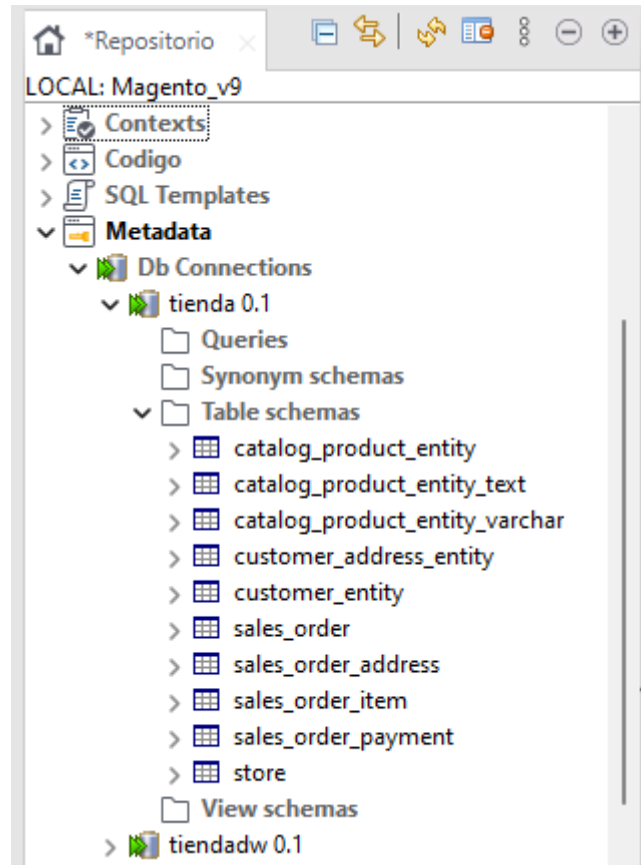 *Repositorio
LOCAL: Magento_v9
Contexts
Codigo
SQL Templates
Metadata
Db Connections
tienda 0.1
Queries
Synonym schemas
Table schemas
catalog_product_entity
catalog_product_entity_text
catalog_product_entity_varchar
customer_address_entity
customer_entity
sales_order
sales_order_address
sales_order_item
sales_order_payment
store
View schemas
tiendadw 0.1